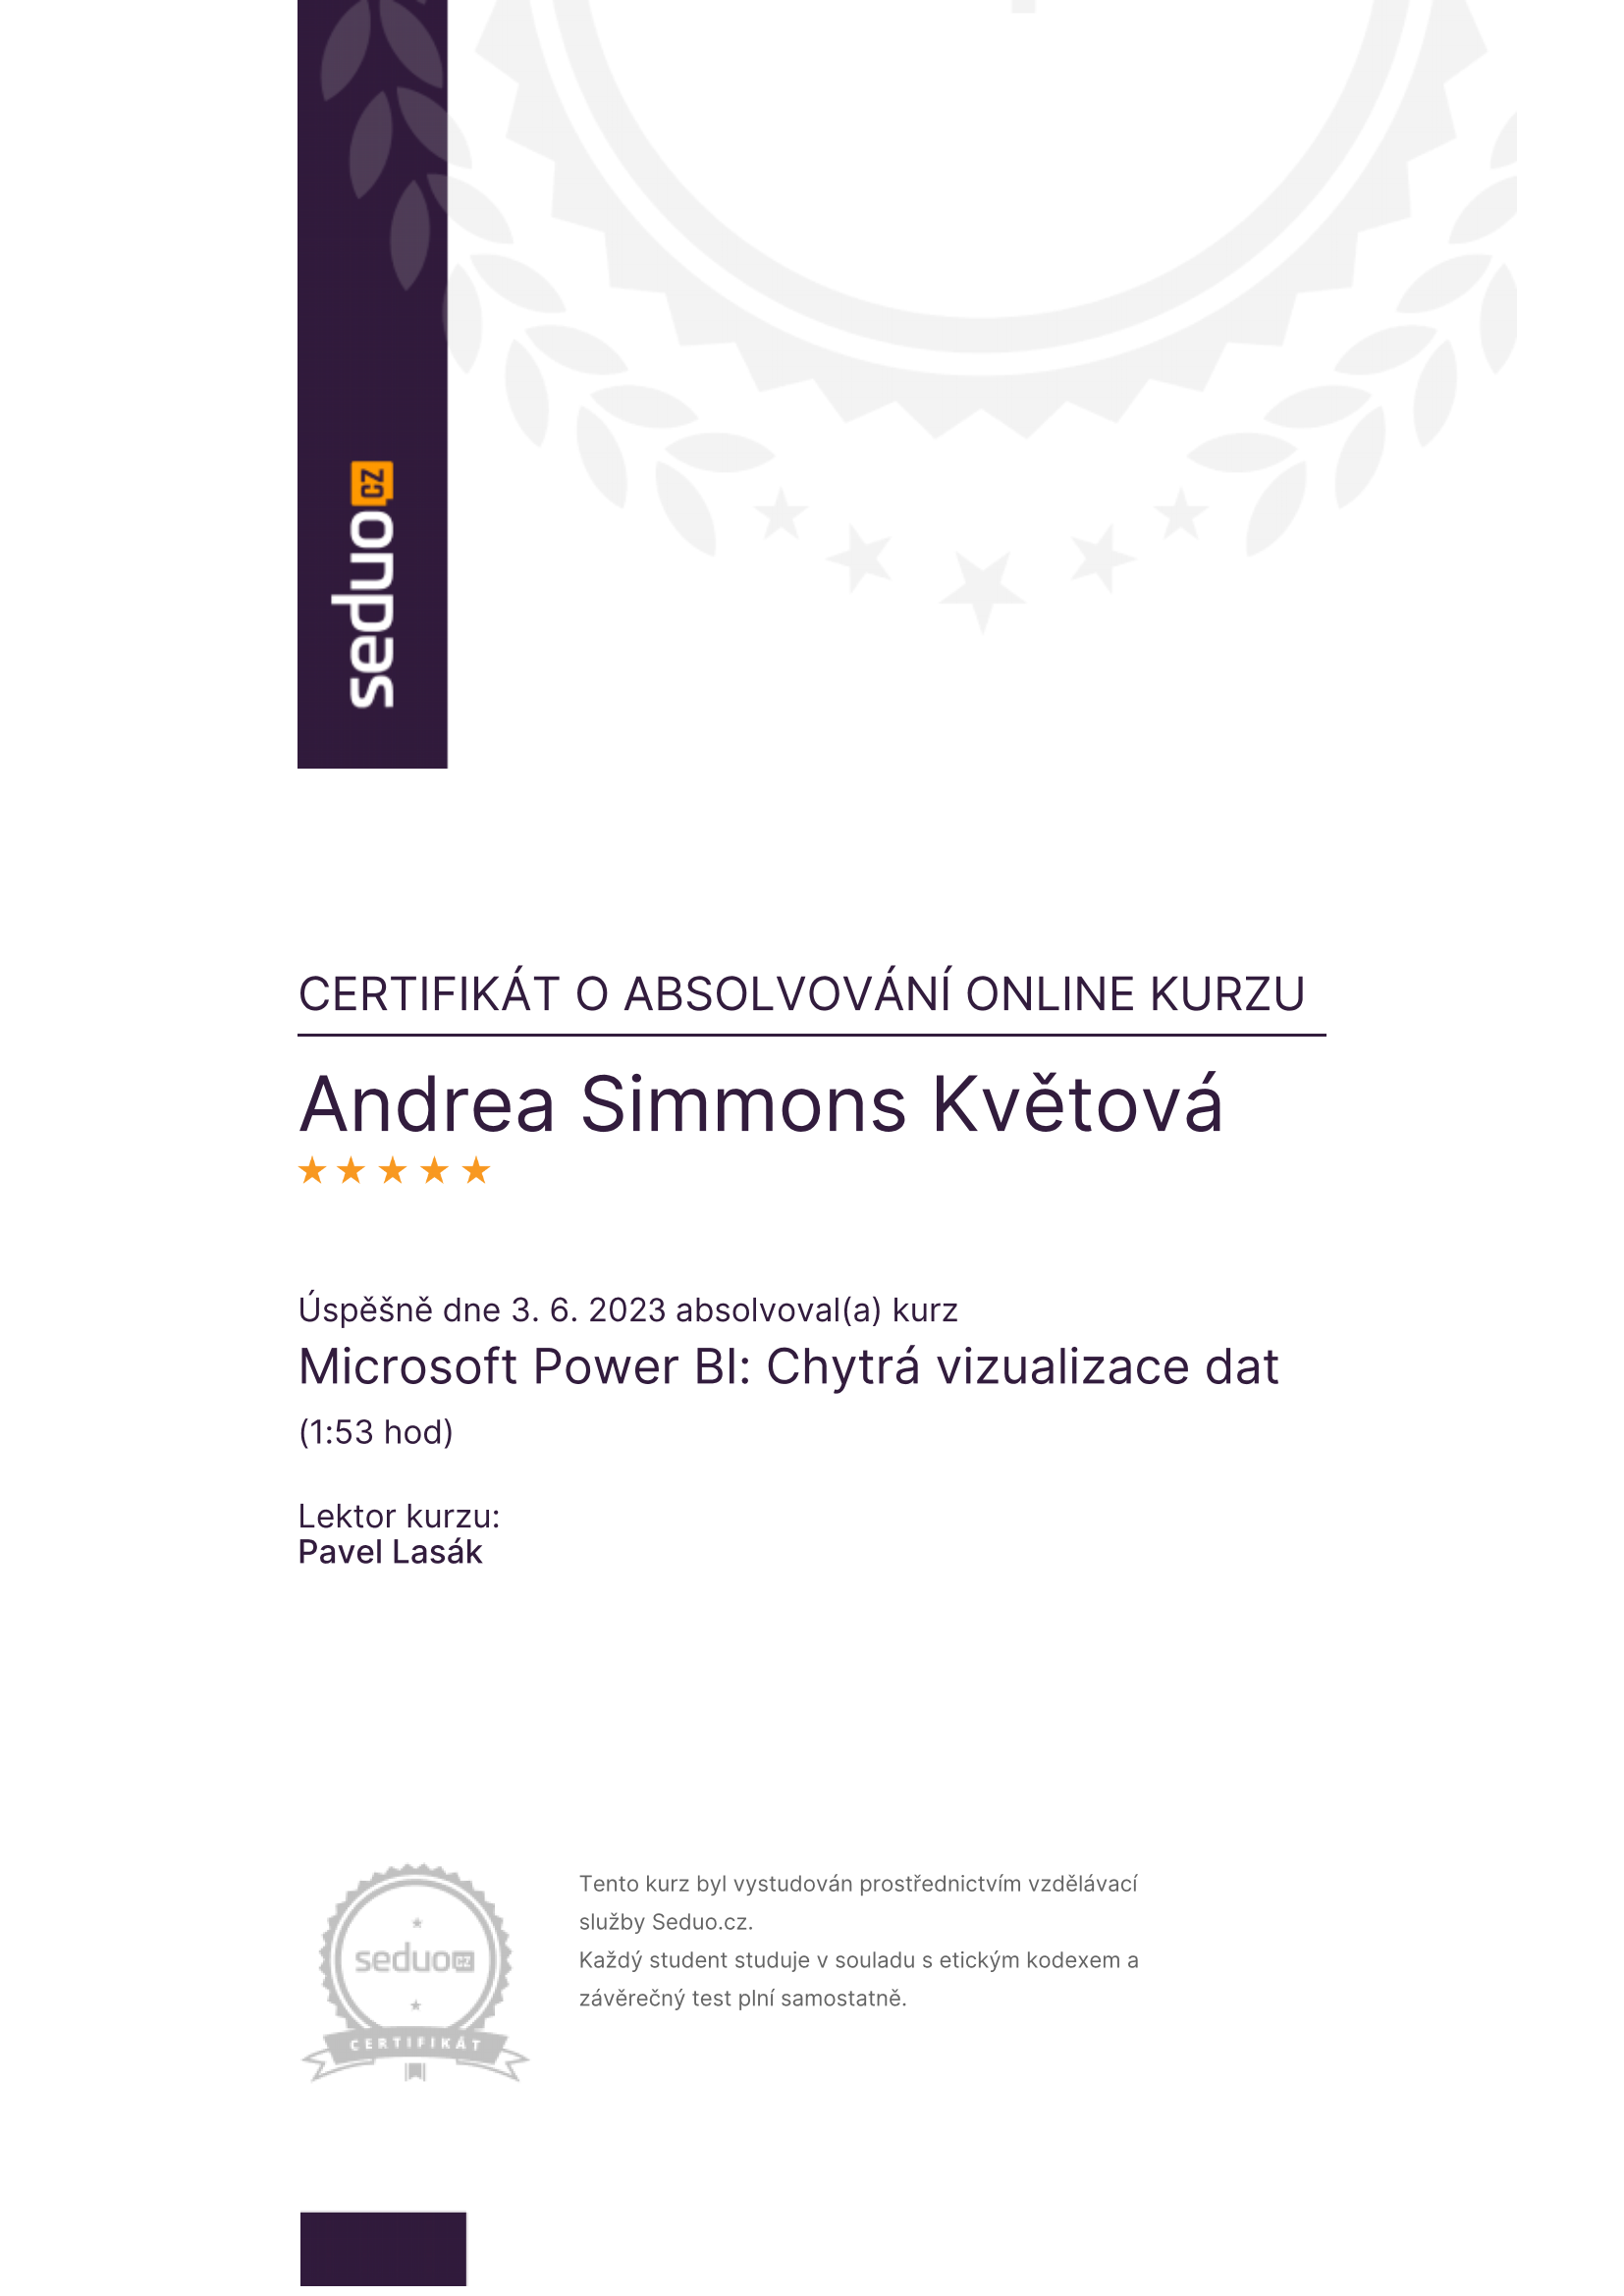 seduo cz
CERTIFIKÁT O ABSOLVOVÁNÍ ONLINE KURZU
Andrea Simmons Květová
Úspěšně dne 3. 6. 2023 absolvoval(a) kurz
Microsoft Power BI: Chytrá vizualizace dat
(1:53 hod)
Lektor kurzu:
Pavel Lasák
Tento kurz byl vystudován prostřednictvím vzdělávací
služby Seduo.cz.
Každý student studuje v souladu s etickým kodexem a
závěrečný test plní samostatně.
seduo cz
CERTIFIKÁT